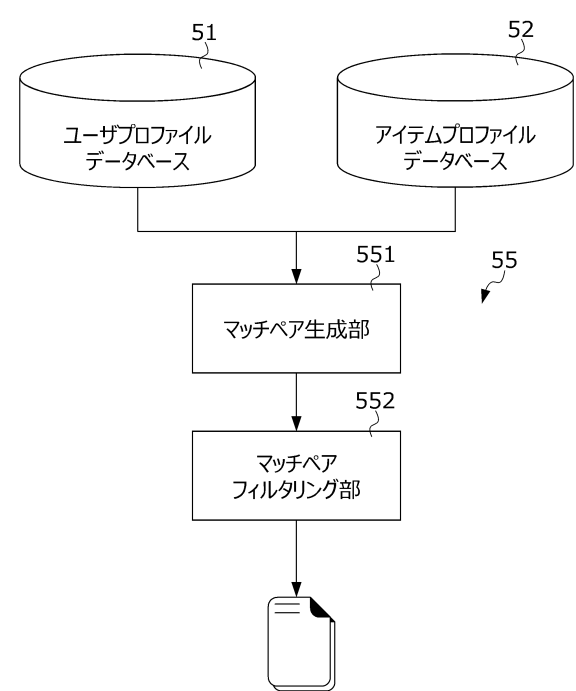 51
52
ユーザプロファイル
データベース
アイテムプロファイル
データベース
551
55
マッチペア生成部
552
マッチペア
フィルタリング部